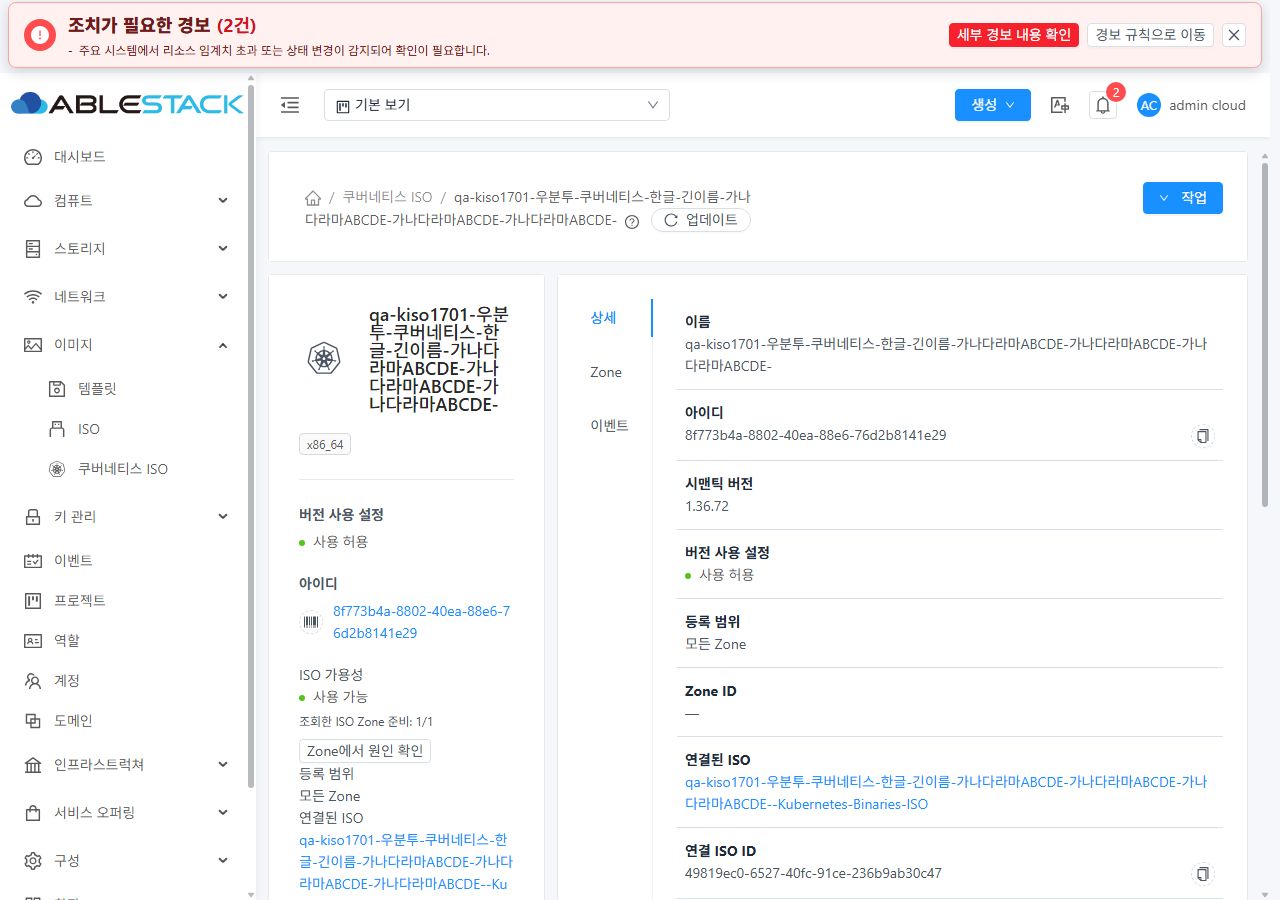 조치가 필요한 경보 (2건)
- 주요 시스템에서 리소스 임계치 초과 또는 상태 변경이 감지되어 확인이 필요합니다.
세부 경보 내용 확인
경보 규칙으로 이동
ABLESTACK
기본 보기
생성
2
AC
admin cloud
대시보드
컴퓨트
스토리지
네트워크
이미지
템플릿
ISO
쿠버네티스 ISO
키 관리
이벤트
프로젝트
역할
계정
도메인
인프라스트럭쳐
서비스 오퍼링
구성
/ 쿠버네티스 ISO / qa-kiso1701-우분투-쿠버네티스-한글-긴이름-가나
다라마ABCDE-가나다라마ABCDE-가나다라마ABCDE-
업데이트
작업
qa-kiso1701-우분
투-쿠버네티스-한
글-긴이름-가나다
라마ABCDE-가나
다라마ABCDE-가
나다라마ABCDE-
x86_64
버전 사용 설정
사용 허용
아이디
8f773b4a-8802-40ea-88e6-7
6d2b8141e29
ISO 가용성
사용 가능
조회한 ISO Zone 준비: 1/1
Zone에서 원인 확인
등록 범위
모든 Zone
연결된 ISO
qa-kiso1701-우분투-쿠버네티스-한
글-긴이름-가나다라마ABCDE-가나다
라마ABCDE-가나다라마ABCDE--Ku
상세
Zone
이벤트
이름
qa-kiso1701-우분투-쿠버네티스-한글-긴이름-가나다라마ABCDE-가나다라마ABCDE-가나
다라마ABCDE-
아이디
8f773b4a-8802-40ea-88e6-76d2b8141e29
시맨틱 버전
1.36.72
버전 사용 설정
사용 허용
등록 범위
모든 Zone
Zone ID
—
연결된 ISO
qa-kiso1701-우분투-쿠버네티스-한글-긴이름-가나다라마ABCDE-가나다라마ABCDE-가나
다라마ABCDE--Kubernetes-Binaries-ISO
연결 ISO ID
49819ec0-6527-40fc-91ce-236b9ab30c47